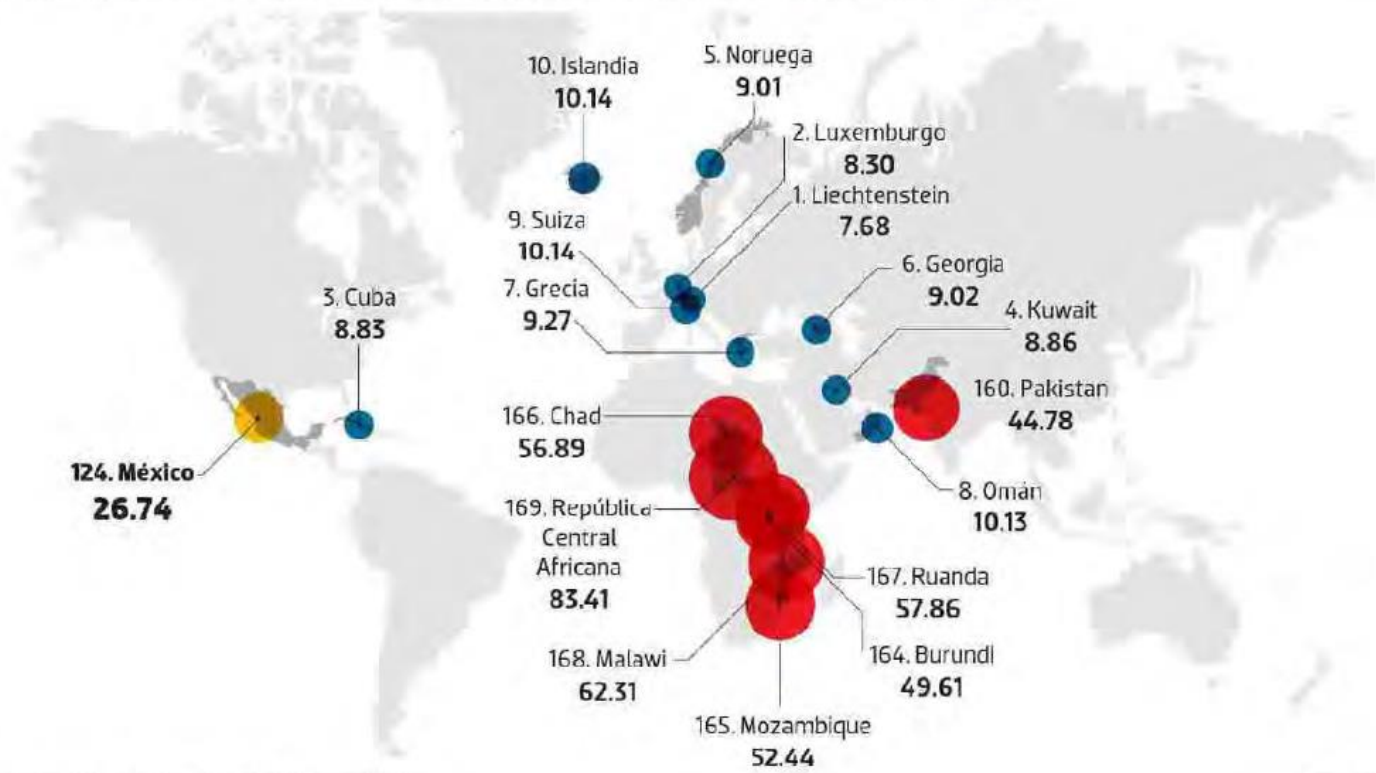 10. Islandia
10.14
5. Noruega
9.01
2. Luxemburgo
8.30
1. Liechtenstein
7.68
9. Suiza
10.14
7. Grecia
9.27
6. Georgia
9.02
4. Kuwait
8.86
3. Cuba
8.83
160. Pakistan
44.78
166. Chad
56.89
124. México
26.74
8. Omán
10.13
169. República
Central
Africana
83.41
167. Ruanda
57.86
168. Malawi
62.31
164. Burundi
49.61
165. Mozambique
52.44